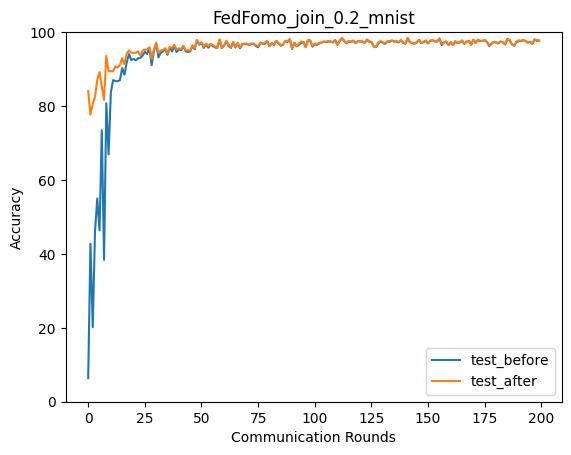 FedFomo_join_0.2_mnist
100
80
60
40
20
0
Accuracy
0 25 50 75 100 125 150 175 200
Communication Rounds
test_before
test_after